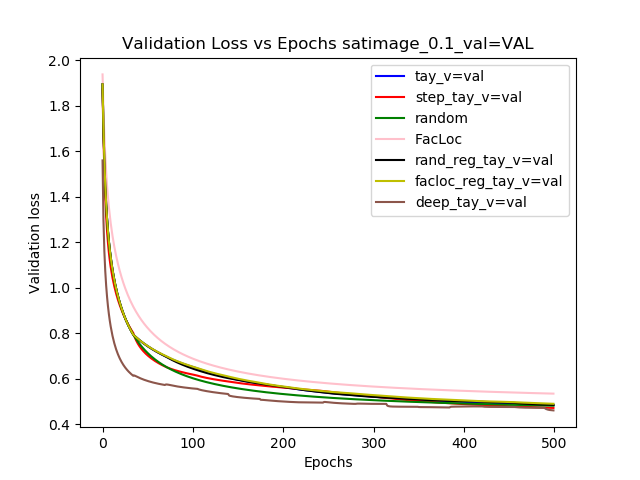 Validation Loss vs Epochs satimage_0.1_val=VAL
2.0
1.8
1.6
1.4
1.2
1.0
0.8
0.6
0.4
Validation loss
tay_v=val
step_tay_v=val
random
FacLoc
rand_reg_tay_v=val
facloc_reg_tay_v=val
deep_tay_v=val
0 100 200 300 400 500
Epochs